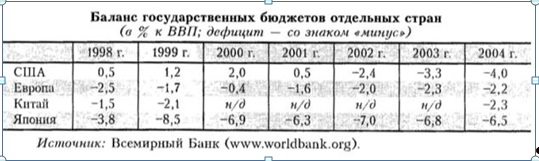 Баланс государственных бюджетов отдельных стран
(в % к ВВП; дефицит — со знаком «минус»)
1998 г. 1999 г. 2000 г. 2001 г. 2002 г. 2003 г. 2004 г.
США 0,5 1,2 2,0 0,5 −2,4 −3,3 −4,0
Европа −2,5 −1,7 −0,4 −1,6 −2,0 −2,3 −2,2
Китай −1,5 −2,1 н/д н/д н/д н/д −2,3
Япония −3,8 −8,5 −6,9 −6,3 −7,0 −6,8 −6,5
Источник: Всемирный Банк (www.worldbank.org).